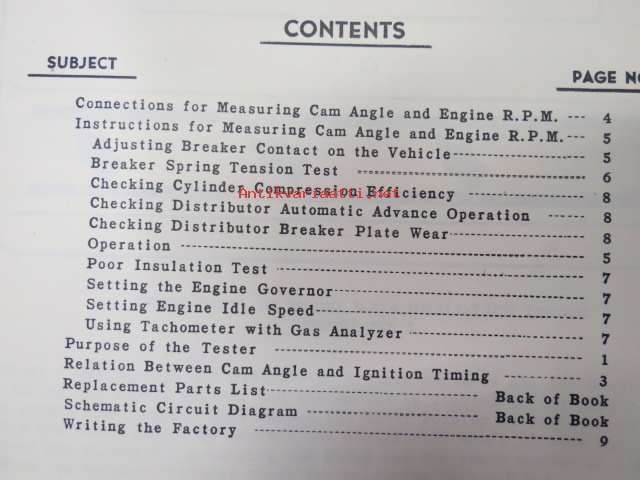 CONTENTS
SUBJECT
PAGE NO
Connections for Measuring Cam Angle and Engine R.P.M. --- 4
Instructions for Measuring Cam Angle and Engine R.P.M. --- 5
Adjusting Breaker Contact on the Vehicle -------------- 5
Breaker Spring Tension Test -------------------------- 6
Checking Cylinder Compression Efficiency ------------ 8
Antikvariaatti.net
Checking Distributor Automatic Advance Operation ---- 8
Checking Distributor Breaker Plate Wear -------------- 8
Operation ------------------------------------------ 5
Poor Insulation Test --------------------------------- 7
Setting the Engine Governor -------------------------- 7
Setting Engine Idle Speed ---------------------------- 7
Using Tachometer with Gas Analyzer ------------------ 7
Purpose of the Tester -------------------------------- 1
Relation Between Cam Angle and Ignition Timing -------- 3
Replacement Parts List -------------------- Back of Book
Schematic Circuit Diagram ----------------- Back of Book
Writing the Factory ---------------------------------- 9